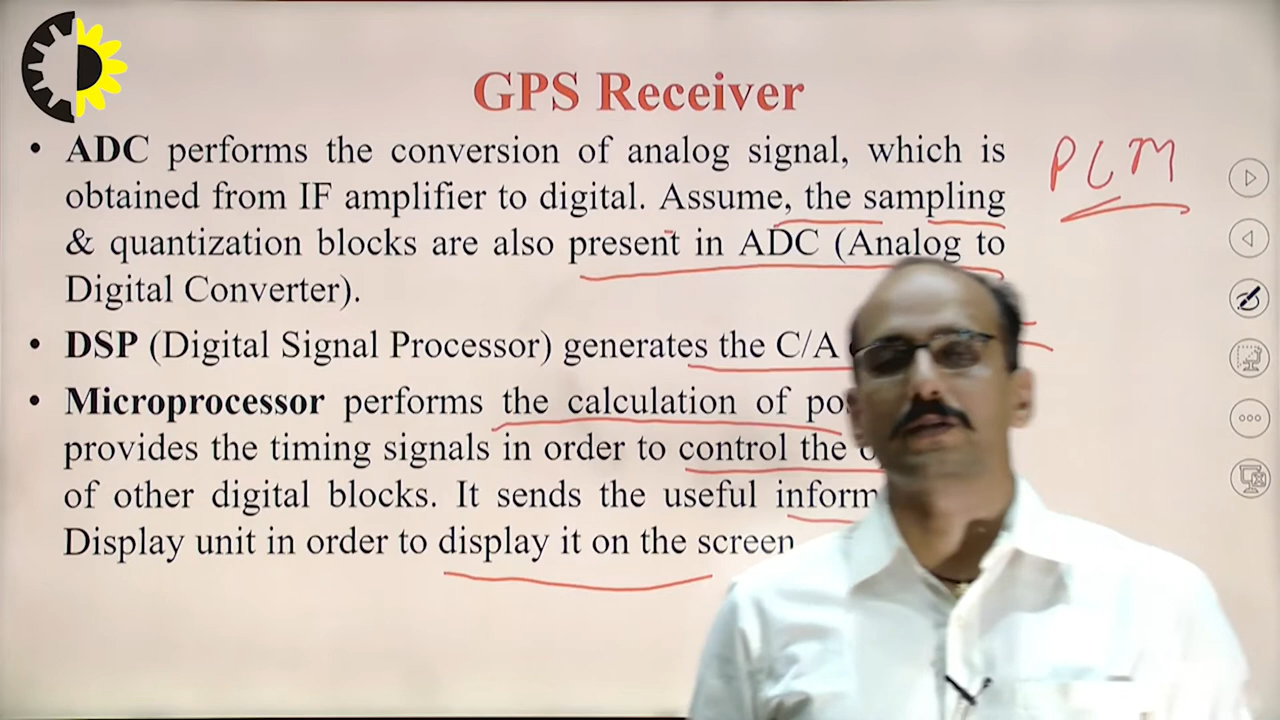 GPS Receiver
• ADC performs the conversion of analog signal, which is
obtained from IF amplifier to digital. Assume, the sampling
& quantization blocks are also present in ADC (Analog to
Digital Converter).
PCM
• DSP (Digital Signal Processor) generates the C/A
• Microprocessor performs the calculation of
provides the timing signals in order to control the
of other digital blocks. It sends the useful
Display unit in order to display it on the screen